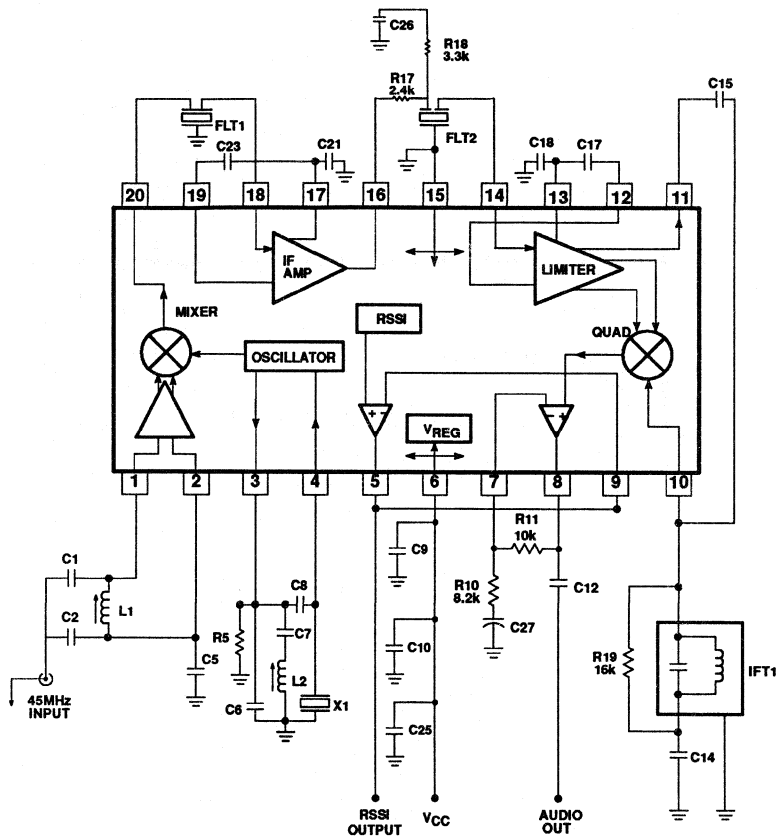 C26
R18
3.3k
R17
2.4k
C15
FLT1
FLT2
C23
C21
C18
C17
20
19
18
17
16
15
14
13
12
11
IF
AMP
LIMITER
MIXER
RSSI
QUAD
OSCILLATOR
+ -
- +
VREG
1
2
3
4
5
6
7
8
9
10
R11
10k
C1
C9
C8
R10
8.2k
C12
L1
C2
R5
C7
C27
C5
C10
R19
16k
IFT1
L2
45MHz
INPUT
C6
X1
C25
C14
RSSI
OUTPUT
VCC
AUDIO
OUT